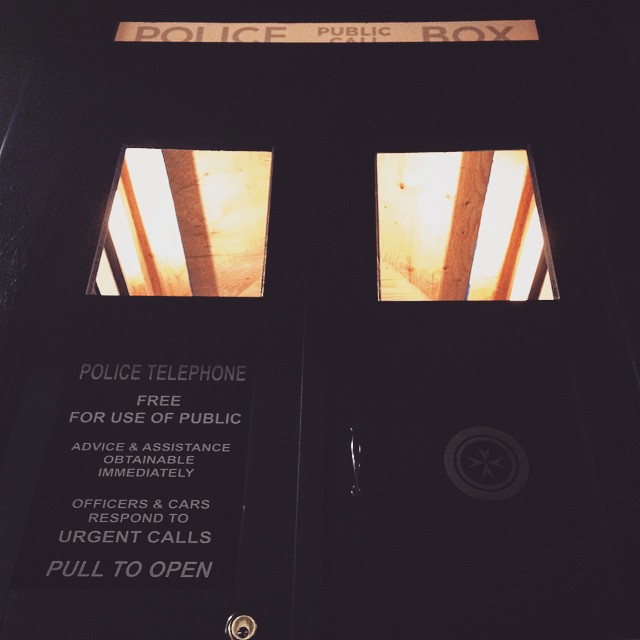 POLICE PUBLIC CALL BOX
POLICE TELEPHONE
FREE
FOR USE OF PUBLIC
ADVICE & ASSISTANCE
OBTAINABLE
IMMEDIATELY
OFFICERS & CARS
RESPOND TO
URGENT CALLS
PULL TO OPEN